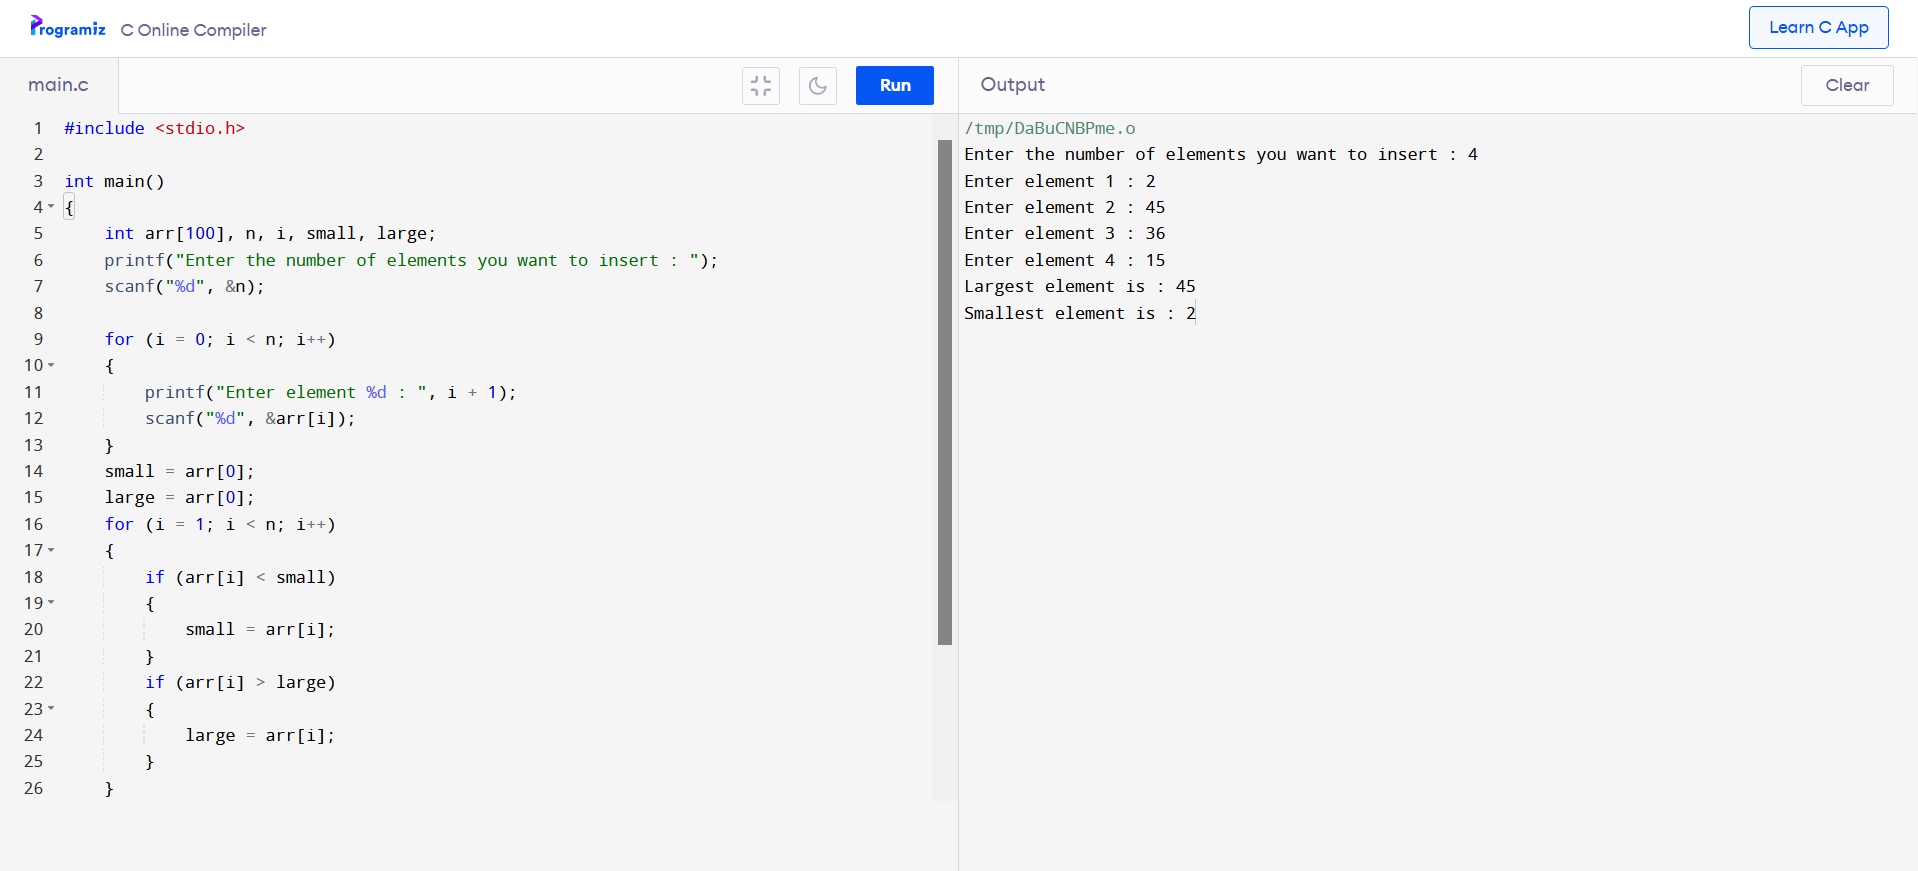 Programiz C Online Compiler
Learn C App
main.c
Run
Output
Clear
1 #include <stdio.h>
2
3 int main()
4 {
5     int arr[100], n, i, small, large;
6     printf("Enter the number of elements you want to insert : ");
7     scanf("%d", &n);
8
9     for (i = 0; i < n; i++)
10     {
11         printf("Enter element %d : ", i + 1);
12         scanf("%d", &arr[i]);
13     }
14     small = arr[0];
15     large = arr[0];
16     for (i = 1; i < n; i++)
17     {
18         if (arr[i] < small)
19         {
20             small = arr[i];
21         }
22         if (arr[i] > large)
23         {
24             large = arr[i];
25         }
26     }
/tmp/DaBuCNBPme.o
Enter the number of elements you want to insert : 4
Enter element 1 : 2
Enter element 2 : 45
Enter element 3 : 36
Enter element 4 : 15
Largest element is : 45
Smallest element is : 2